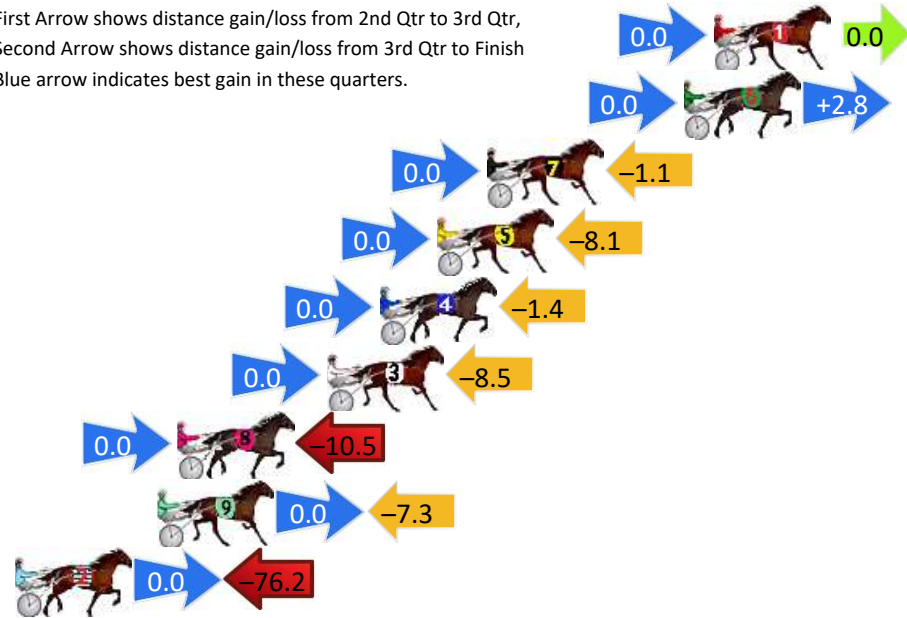 First Arrow shows distance gain/loss from 2nd Qtr to 3rd Qtr,
Second Arrow shows distance gain/loss from 3rd Qtr to Finish
Blue arrow indicates best gain in these quarters.
0.0 1 0.0
0.0 6 +2.8
0.0 7 –1.1
0.0 5 –8.1
0.0 4 –1.4
0.0 3 –8.5
0.0 8 –10.5
9 0.0 –7.3
2 0.0 –76.2